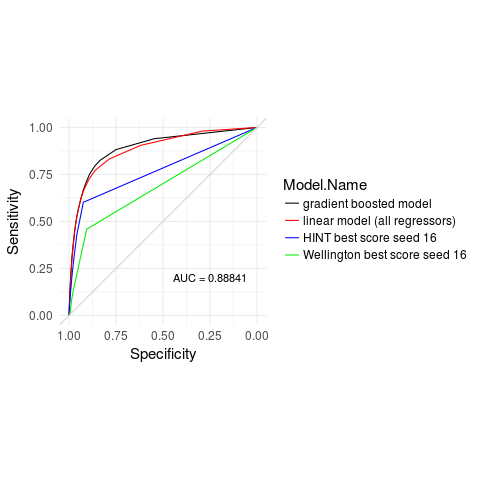 1.00
0.75
0.50
0.25
0.00
Sensitivity
AUC = 0.88841
1.00 0.75 0.50 0.25 0.00
Specificity
Model.Name
gradient boosted model
linear model (all regressors)
HINT best score seed 16
Wellington best score seed 16